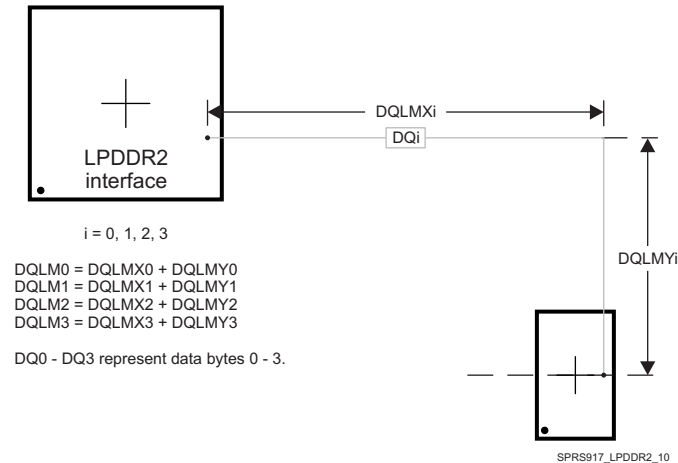 DQLMXi
DQi
LPDDR2
interface
i = 0, 1, 2, 3
DQLMYi
DQLM0 = DQLMX0 + DQLMY0
DQLM1 = DQLMX1 + DQLMY1
DQLM2 = DQLMX2 + DQLMY2
DQLM3 = DQLMX3 + DQLMY3
DQ0 - DQ3 represent data bytes 0 - 3.
SPRS917_LPDDR2_10